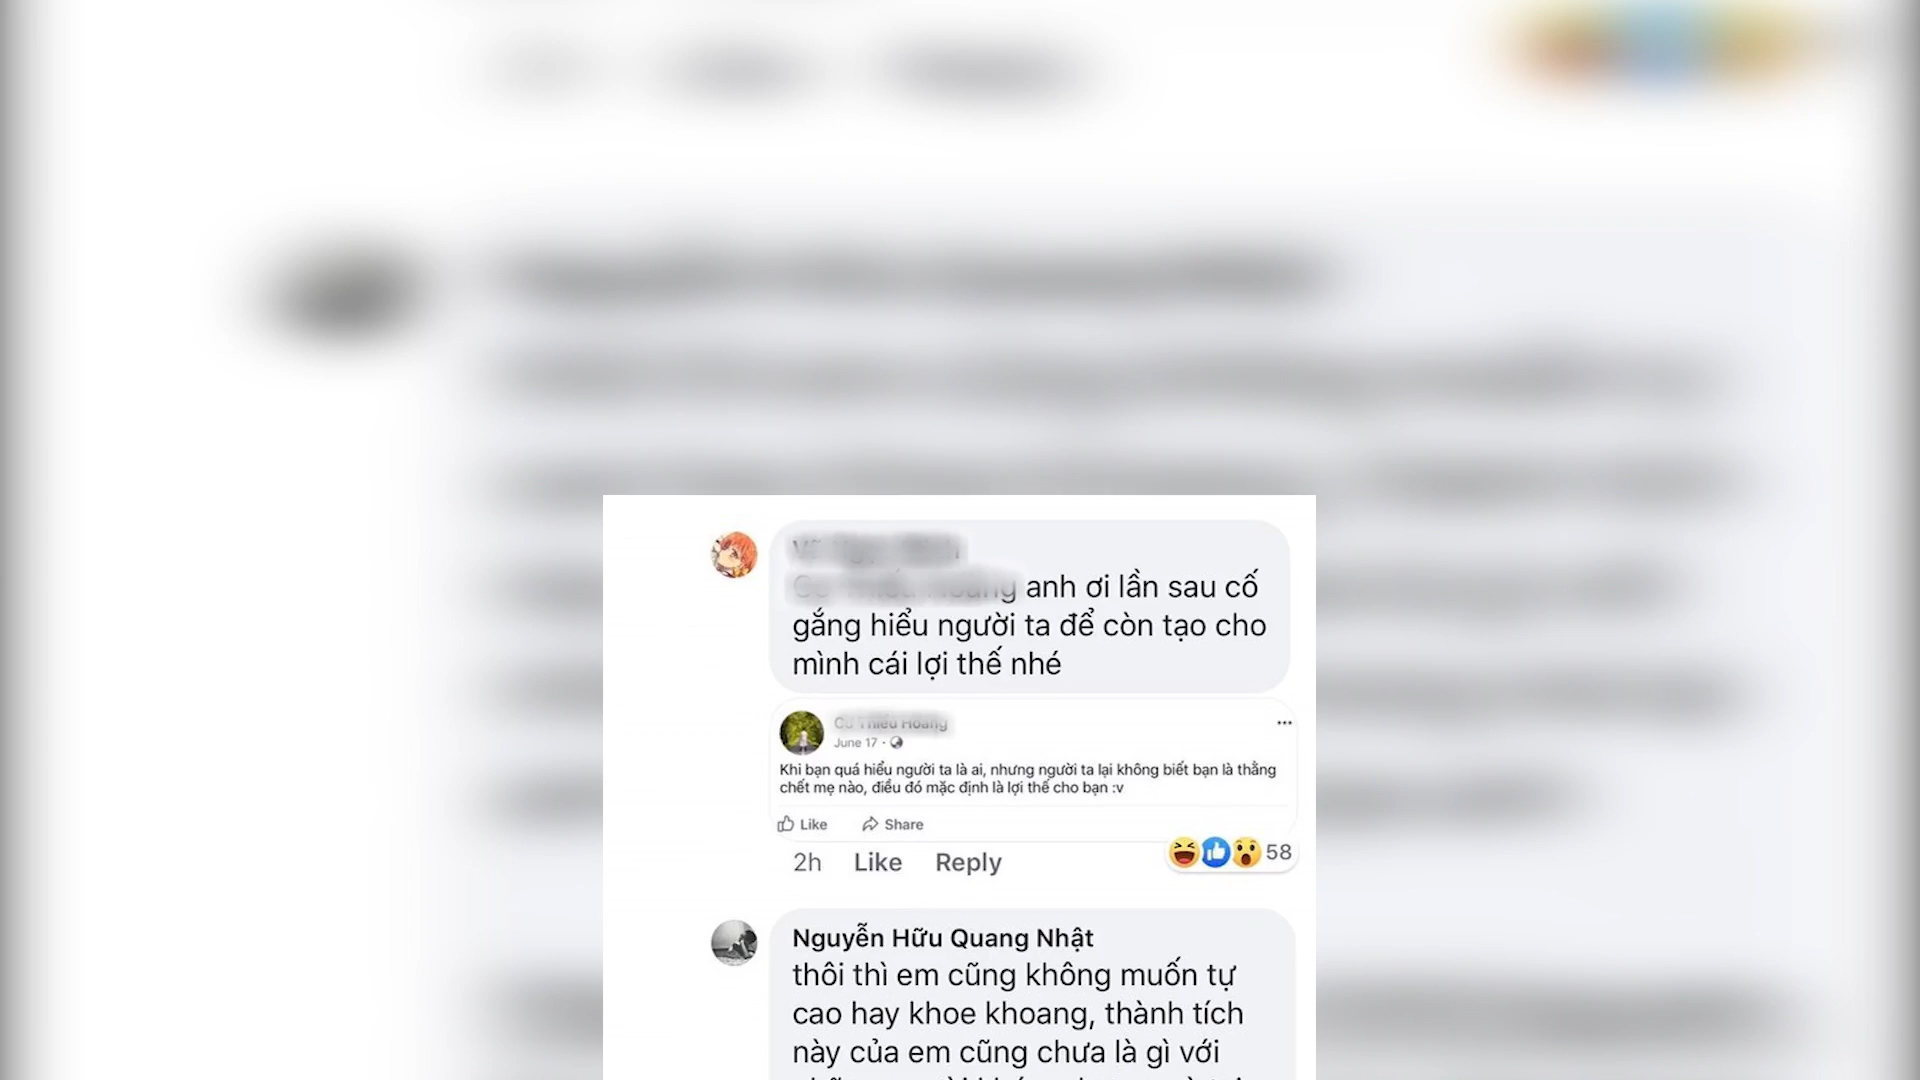 anh ơi lần sau cố
gắng hiểu người ta để còn tạo cho
mình cái lợi thế nhé
June 17
Khi bạn quá hiểu người ta là ai, nhưng người ta lại không biết bạn là thằng
chết mẹ nào, điều đó mặc định là lợi thế cho bạn :v
Like Share
2h Like Reply 58
Nguyễn Hữu Quang Nhật
thôi thì em cũng không muốn tự
cao hay khoe khoang, thành tích
này của em cũng chưa là gì với